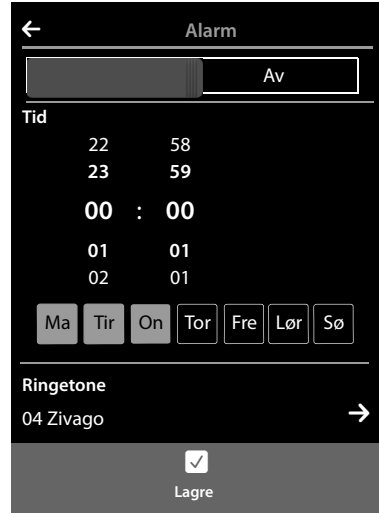 Alarm
Av
Tid
22 58
23 59
00 : 00
01 01
02 01
Ma Tir On Tor Fre Lør Sø
Ringetone
04 Zivago
Lagre